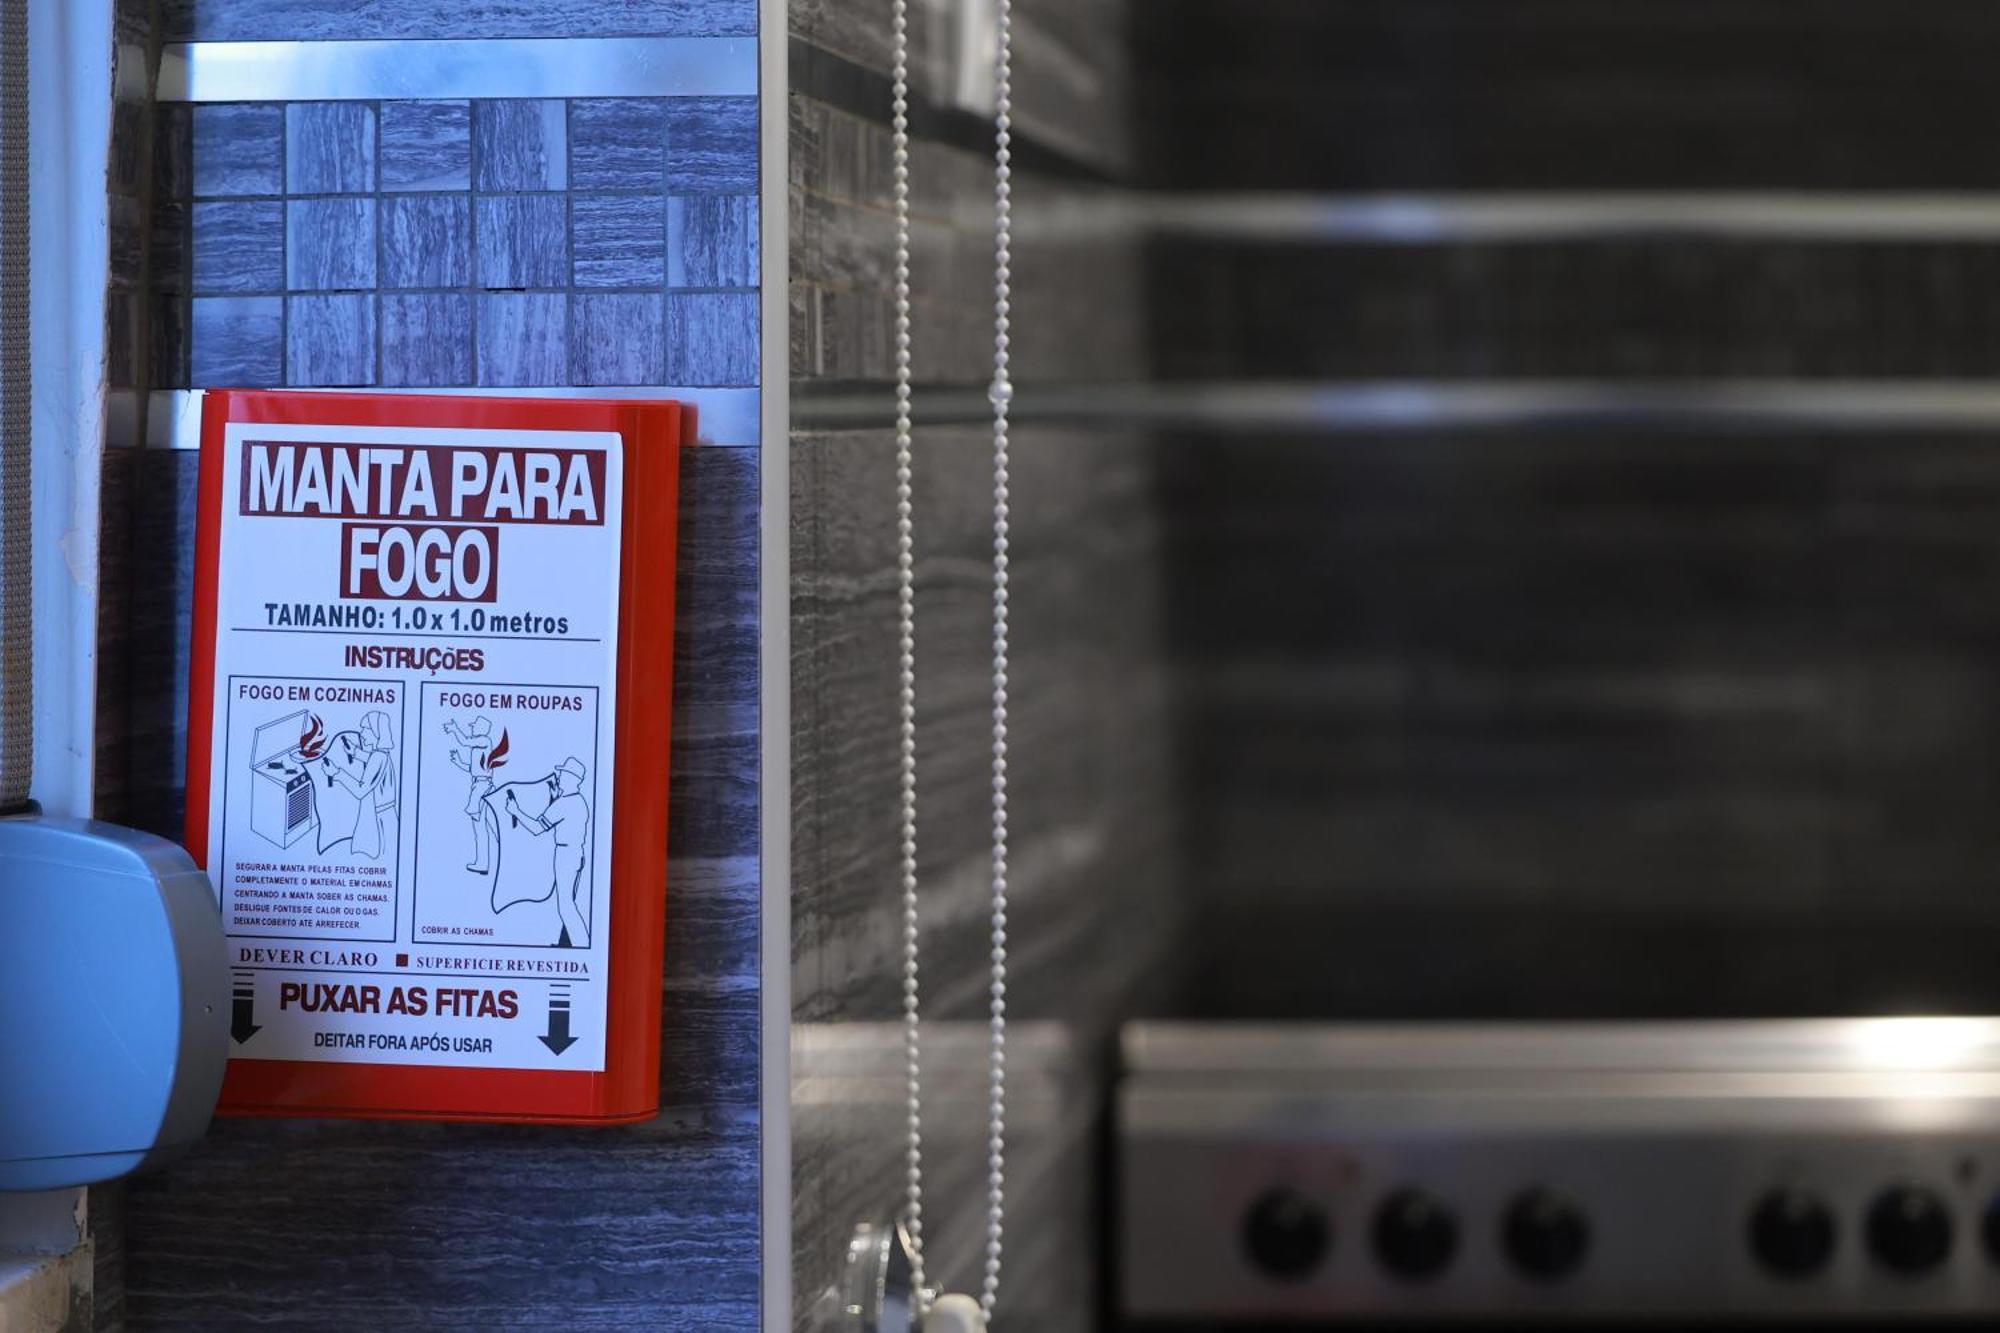 MANTA PARA
FOGO
TAMANHO: 1.0 x 1.0 metros
INSTRUÇÕES
FOGO EM COZINHAS
SEGURAR A MANTA PELAS FITAS COBRIR
COMPLETAMENTE O MATERIAL EM CHAMAS
CENTRANDO A MANTA SOBER AS CHAMAS.
DESLIGUE FONTES DE CALOR OU O GAS.
DEIXAR COBERTO ATE ARREFECER.
FOGO EM ROUPAS
COBRIR AS CHAMAS
DEVER CLARO ■ SUPERFICIE REVESTIDA
PUXAR AS FITAS
DEITAR FORA APÓS USAR